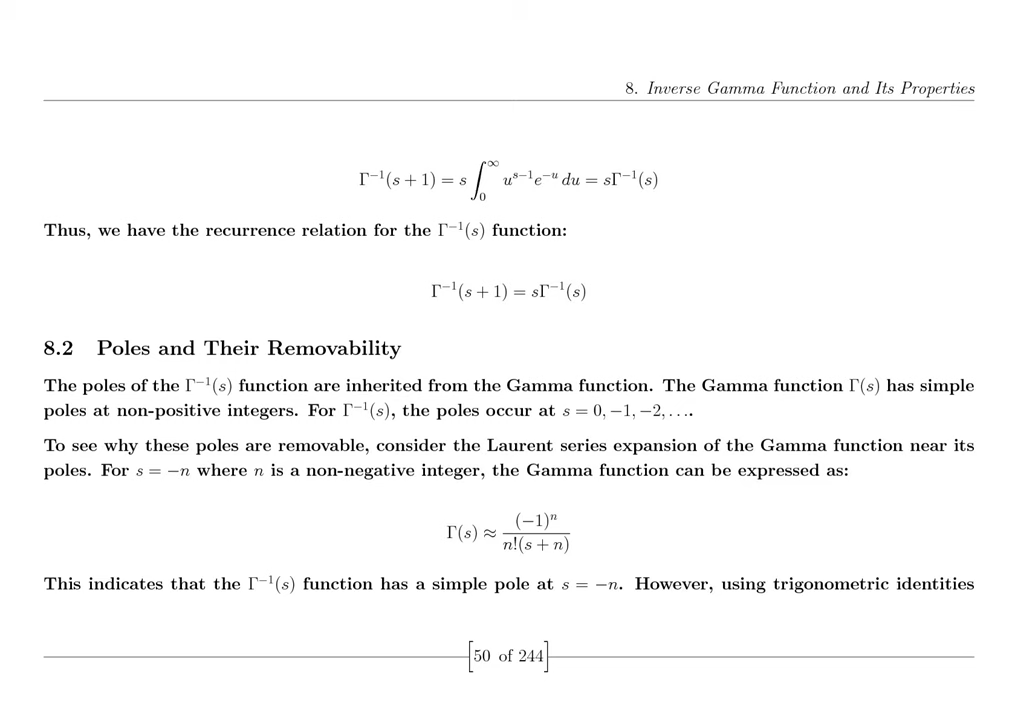 8. Inverse Gamma Function and Its Properties
Γ⁻¹(s + 1) = s ∫₀^∞ u^{s−1}e^{−u} du = sΓ⁻¹(s)
Thus, we have the recurrence relation for the Γ⁻¹(s) function:
Γ⁻¹(s + 1) = sΓ⁻¹(s)
8.2 Poles and Their Removability
The poles of the Γ⁻¹(s) function are inherited from the Gamma function. The Gamma function Γ(s) has simple
poles at non-positive integers. For Γ⁻¹(s), the poles occur at s = 0, −1, −2, . . ..
To see why these poles are removable, consider the Laurent series expansion of the Gamma function near its
poles. For s = −n where n is a non-negative integer, the Gamma function can be expressed as:
Γ(s) ≈ (−1)ⁿ / n!(s + n)
This indicates that the Γ⁻¹(s) function has a simple pole at s = −n. However, using trigonometric identities
[50 of 244]